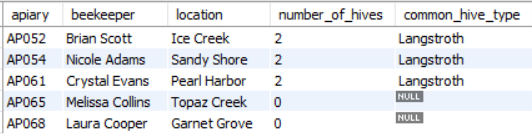 apiary beekeeper location number_of_hives common_hive_type
AP052 Brian Scott Ice Creek 2 Langstroth
AP054 Nicole Adams Sandy Shore 2 Langstroth
AP061 Crystal Evans Pearl Harbor 2 Langstroth
AP065 Melissa Collins Topaz Creek 0 NULL
AP068 Laura Cooper Garnet Grove 0 NULL